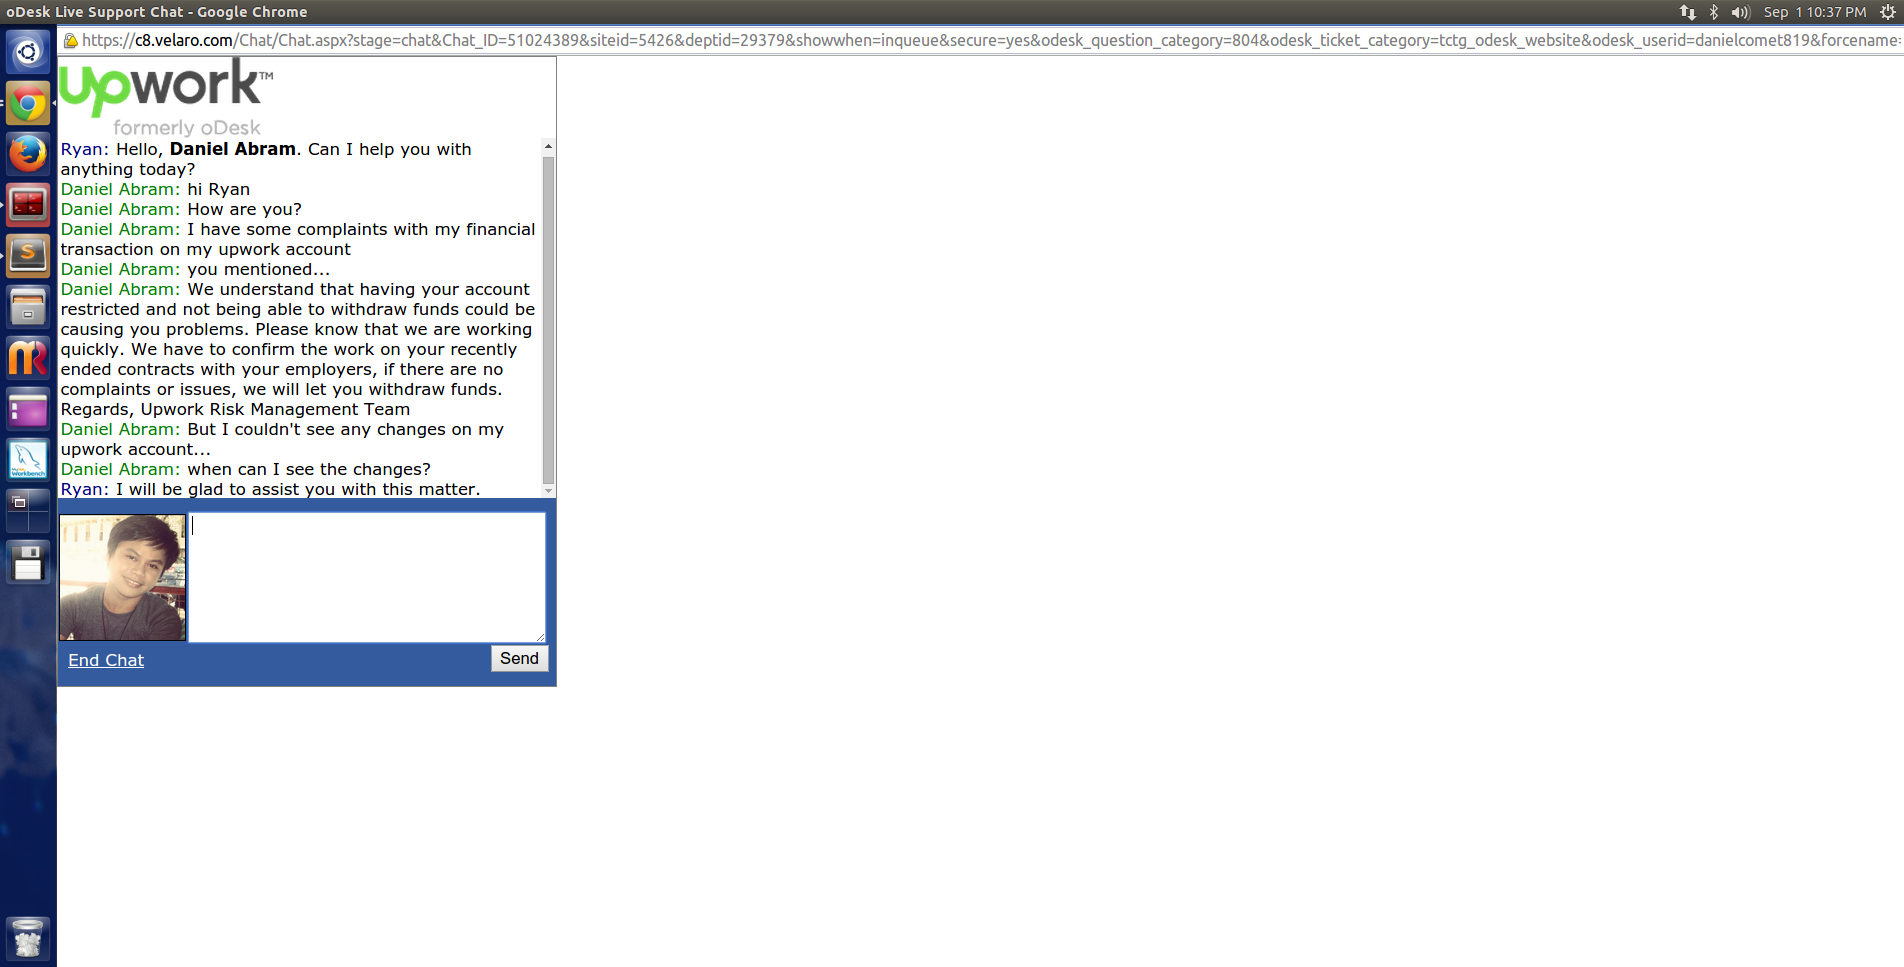 oDesk Live Support Chat - Google Chrome
Sep 1 10:37 PM
https://c8.velaro.com/Chat/Chat.aspx?stage=chat&Chat_ID=51024389&siteid=5426&deptid=29379&showwhen=inqueue&secure=yes&odesk_question_category=804&odesk_ticket_category=tctg_odesk_website&odesk_userid=danielcomet819&forcename=
upwork™
formerly oDesk
Ryan: Hello, Daniel Abram. Can I help you with
anything today?
Daniel Abram: hi Ryan
Daniel Abram: How are you?
Daniel Abram: I have some complaints with my financial
transaction on my upwork account
Daniel Abram: you mentioned...
Daniel Abram: We understand that having your account
restricted and not being able to withdraw funds could be
causing you problems. Please know that we are working
quickly. We have to confirm the work on your recently
ended contracts with your employers, if there are no
complaints or issues, we will let you withdraw funds.
Regards, Upwork Risk Management Team
Daniel Abram: But I couldn't see any changes on my
upwork account...
Daniel Abram: when can I see the changes?
Ryan: I will be glad to assist you with this matter.
End Chat
Send
Workbench